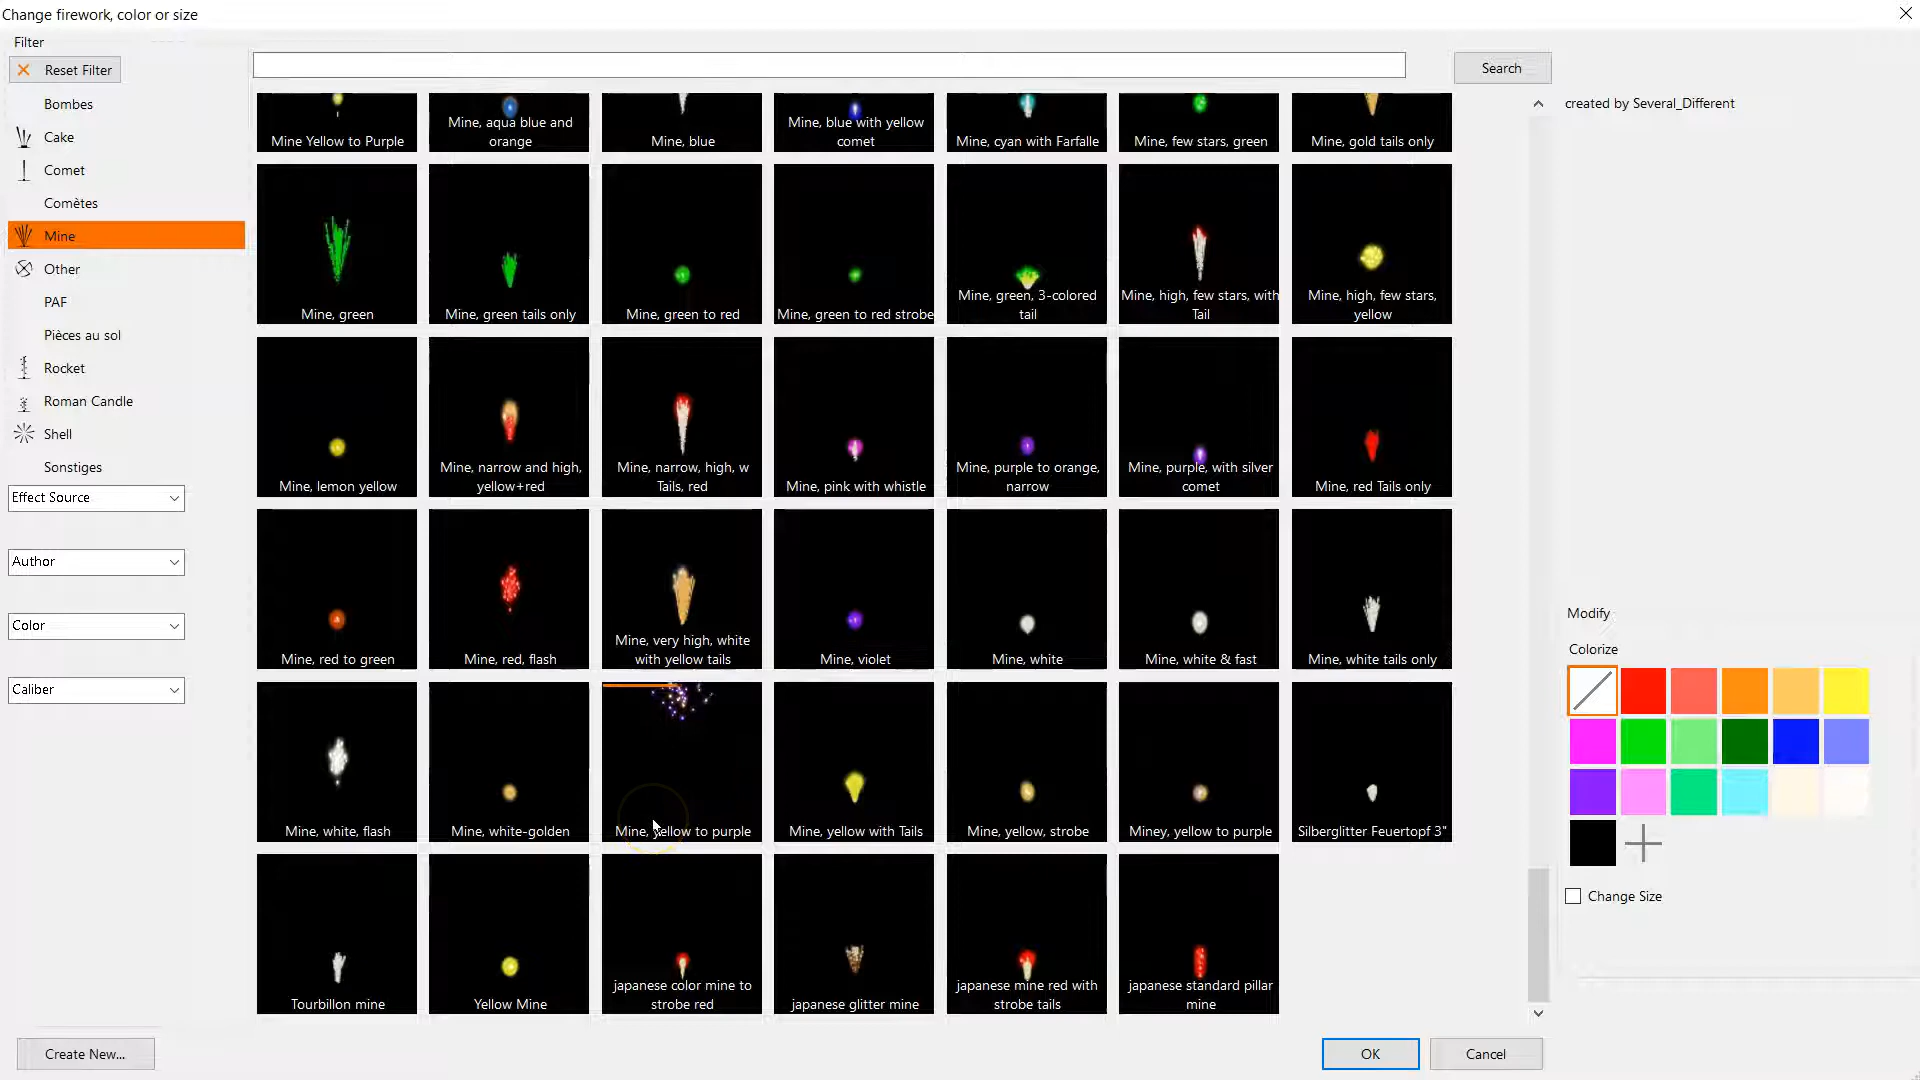 Change firework, color or size
Filter
Reset Filter
Search
Bombes
Cake
Comet
Comètes
Mine
Other
PAF
Pièces au sol
Rocket
Roman Candle
Shell
Sonstiges
Effect Source
Author
Color
Caliber
Mine Yellow to Purple
Mine, aqua blue and
orange
Mine, blue
Mine, blue with yellow
comet
Mine, cyan with Farfalle
Mine, few stars, green
Mine, gold tails only
Mine, green
Mine, green tails only
Mine, green to red
Mine, green to red strobe
Mine, green, 3-colored
tail
Mine, high, few stars, with
Tail
Mine, high, few stars,
yellow
Mine, lemon yellow
Mine, narrow and high,
yellow+red
Mine, narrow, high, w
Tails, red
Mine, pink with whistle
Mine, purple to orange,
narrow
Mine, purple, with silver
comet
Mine, red Tails only
Mine, red to green
Mine, red, flash
Mine, very high, white
with yellow tails
Mine, violet
Mine, white
Mine, white & fast
Mine, white tails only
Mine, white, flash
Mine, white-golden
Mine, yellow to purple
Mine, yellow with Tails
Mine, yellow, strobe
Miney, yellow to purple
Silberglitter Feuertopf 3"
Tourbillon mine
Yellow Mine
japanese color mine to
strobe red
japanese glitter mine
japanese mine red with
strobe tails
japanese standard pillar
mine
created by Several_Different
Modify
Colorize
Change Size
Create New...
OK
Cancel